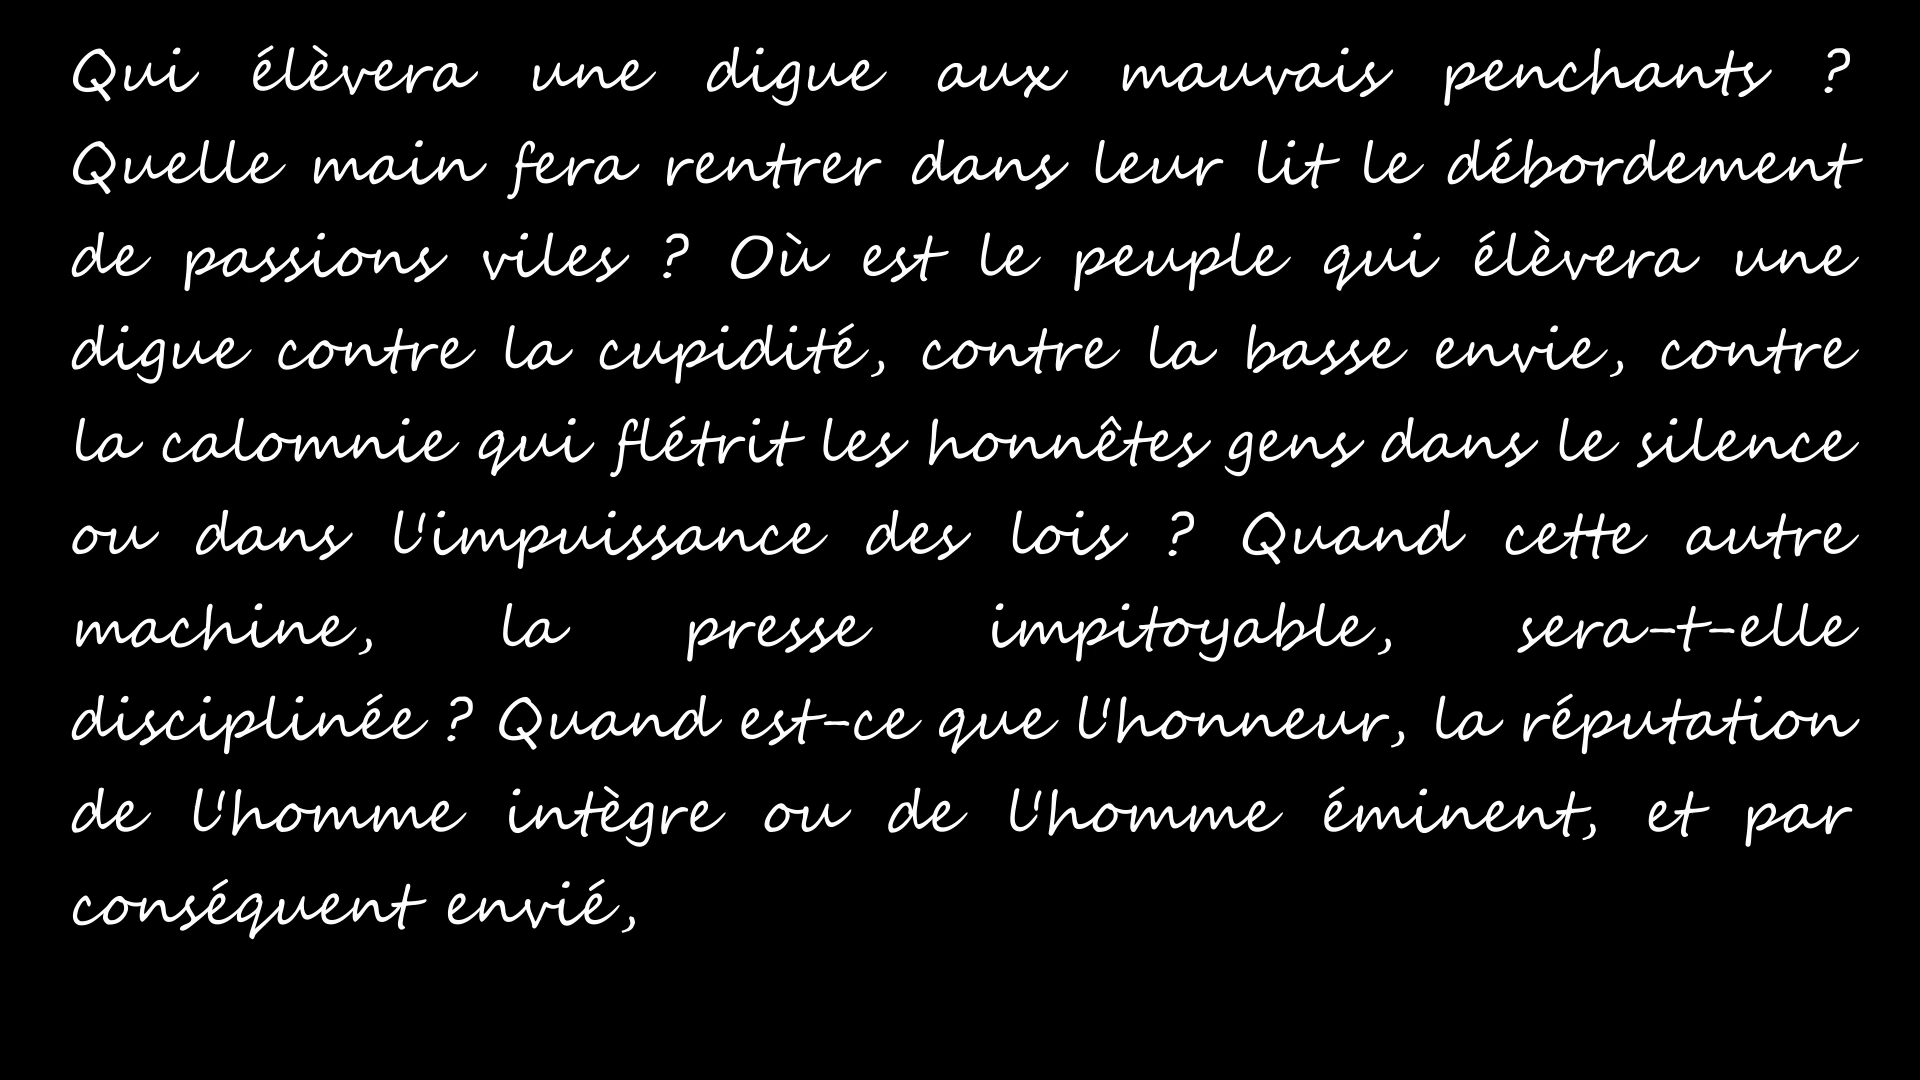 Qui élèvera une digue aux mauvais penchants ?
Quelle main fera rentrer dans leur lit le débordement
de passions viles ? Où est le peuple qui élèvera une
digue contre la cupidité, contre la basse envie, contre
la calomnie qui flétrit les honnêtes gens dans le silence
ou dans l'impuissance des lois ? Quand cette autre
machine, la presse impitoyable, sera-t-elle
disciplinée ? Quand est-ce que l'honneur, la réputation
de l'homme intègre ou de l'homme éminent, et par
conséquent envié,